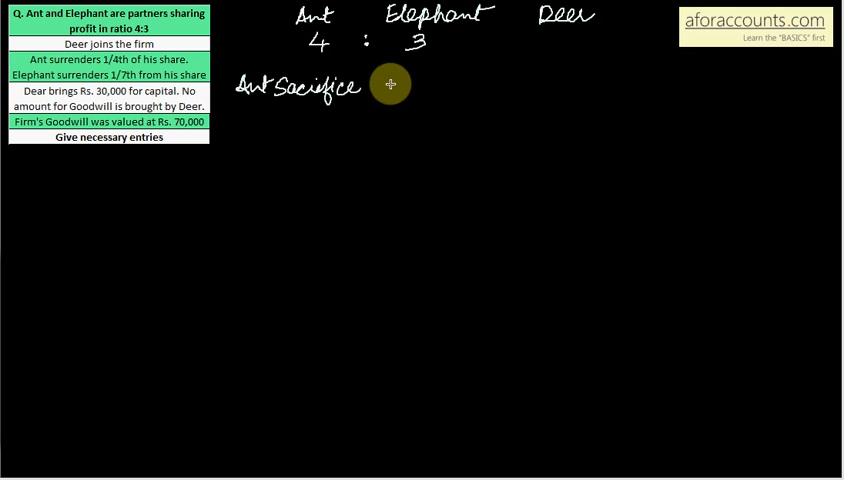 Q. Ant and Elephant are partners sharing
profit in ratio 4:3
Deer joins the firm
Ant surrenders 1/4th of his share.
Elephant surrenders 1/7th from his share
Dear brings Rs. 30,000 for capital. No
amount for Goodwill is brought by Deer.
Firm's Goodwill was valued at Rs. 70,000
Give necessary entries
Ant Elephant Deer
4 : 3
Ant Sacrifice
aforaccounts.com
Learn the "BASICS" first